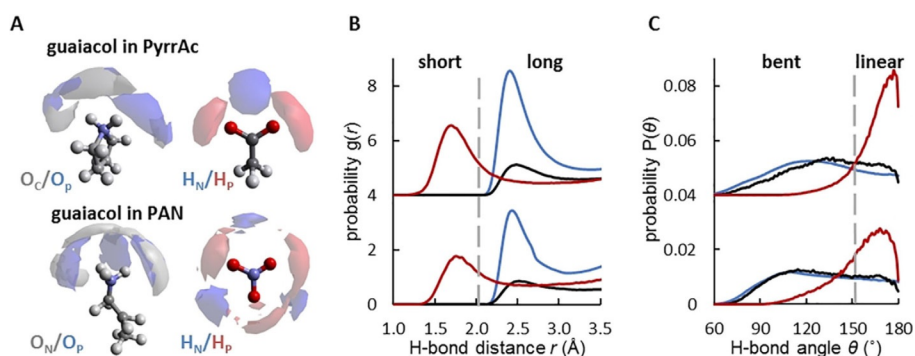 A
guaiacol in PyrrAc
O_C/O_P
H_N/H_P
guaiacol in PAN
O_N/O_P
H_N/H_P
B
short
long
probability g(r)
8
6
4
2
0
1.0 1.5 2.0 2.5 3.0 3.5
H-bond distance r (Å)
C
bent
linear
probability P(θ)
0.08
0.06
0.04
0.02
0
60 90 120 150 180
H-bond angle θ (°)